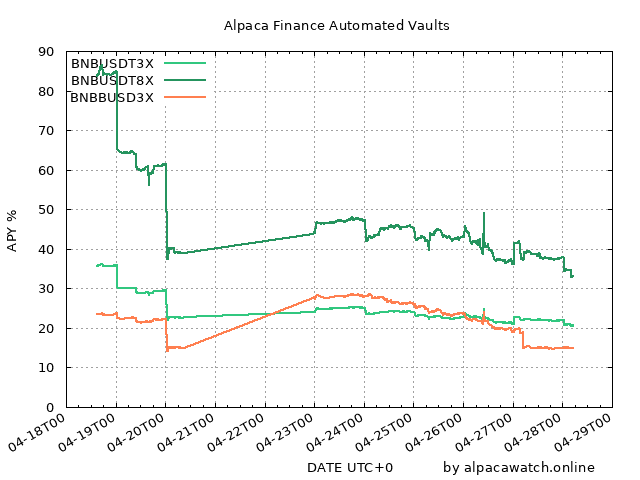 Alpaca Finance Automated Vaults
90
80
70
60
50
40
30
20
10
0
APY %
BNBUSDT3X
BNBUSDT8X
BNBBUSD3X
04-18T00
04-19T00
04-20T00
04-21T00
04-22T00
04-23T00
04-24T00
04-25T00
04-26T00
04-27T00
04-28T00
04-29T00
DATE UTC+0
by alpacawatch.online